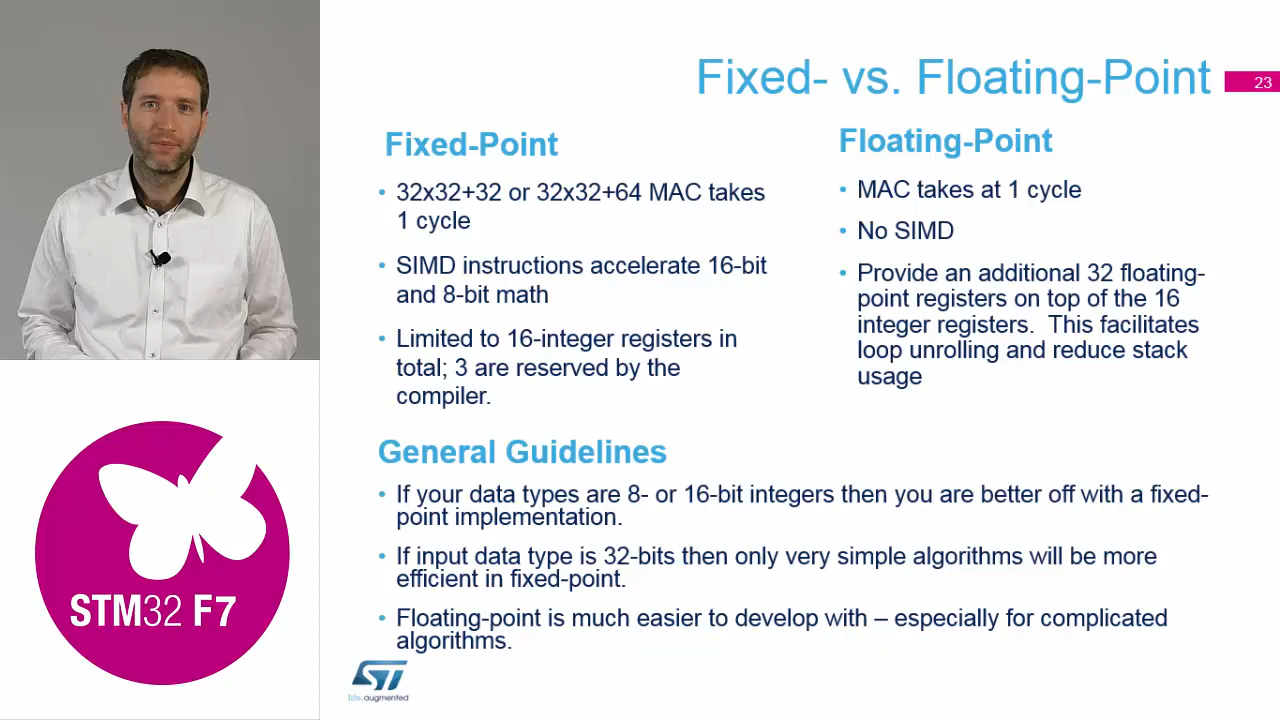 Fixed- vs. Floating-Point
23
Fixed-Point
• 32x32+32 or 32x32+64 MAC takes
1 cycle
• SIMD instructions accelerate 16-bit
and 8-bit math
• Limited to 16-integer registers in
total; 3 are reserved by the
compiler.
Floating-Point
• MAC takes at 1 cycle
• No SIMD
• Provide an additional 32 floating-
point registers on top of the 16
integer registers.  This facilitates
loop unrolling and reduce stack
usage
General Guidelines
• If your data types are 8- or 16-bit integers then you are better off with a fixed-
point implementation.
• If input data type is 32-bits then only very simple algorithms will be more
efficient in fixed-point.
• Floating-point is much easier to develop with – especially for complicated
algorithms.
STM32 F7
ST
life.augmented